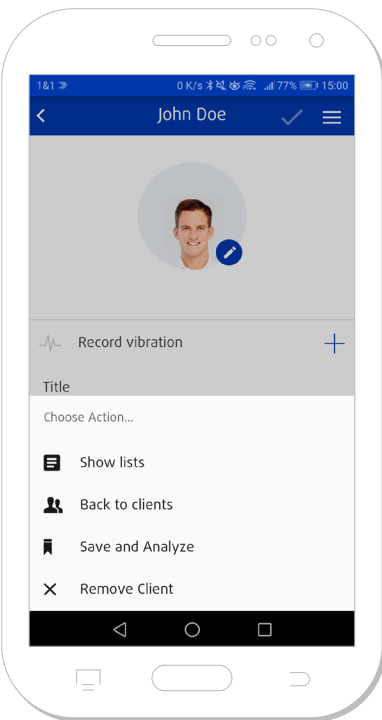 1&1 0 K/s 77% 15:00
John Doe
Record vibration
Title
Choose Action...
Show lists
Back to clients
Save and Analyze
Remove Client